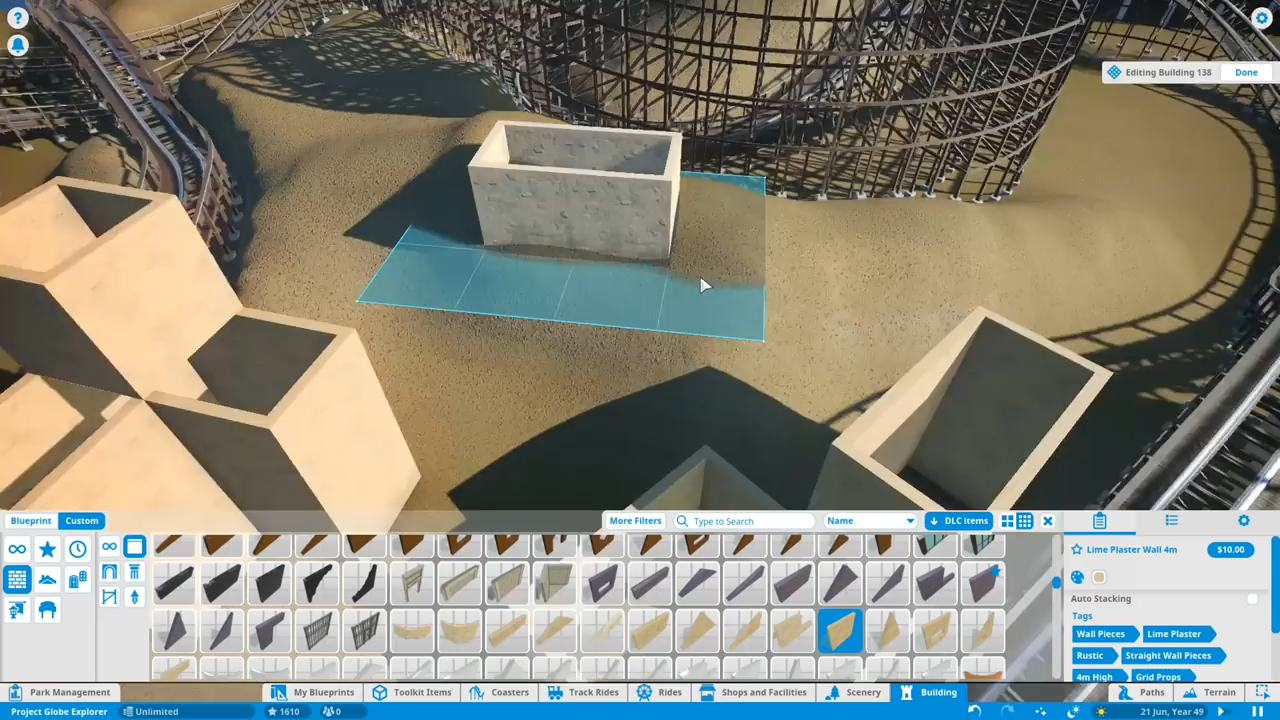 ?
Editing Building 138
Done
Blueprint
Custom
More Filters
Type to Search
Name
DLC items
Lime Plaster Wall 4m
$10.00
Auto Stacking
Tags
Wall Pieces
Lime Plaster
Rustic
Straight Wall Pieces
4m High
Grid Props
Park Management
My Blueprints
Toolkit Items
Coasters
Track Rides
Rides
Shops and Facilities
Scenery
Building
Paths
Terrain
Project Globe Explorer
Unlimited
1610
0
21 Jun, Year 49